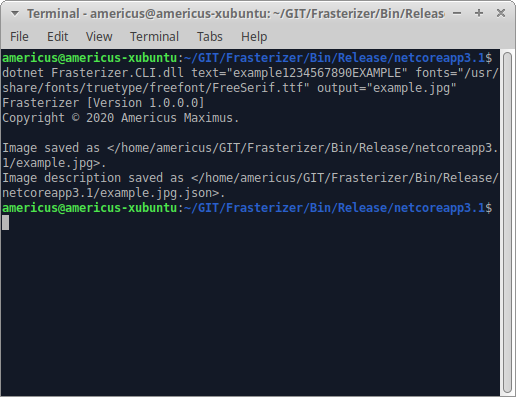 Terminal - americus@americus-xubuntu: ~/GIT/Frasterizer/Bin/Release
File Edit View Terminal Tabs Help
americus@americus-xubuntu:~/GIT/Frasterizer/Bin/Release/netcoreapp3.1$
dotnet Frasterizer.CLI.dll text="example1234567890EXAMPLE" fonts="/usr/
share/fonts/truetype/freefont/FreeSerif.ttf" output="example.jpg"
Frasterizer [Version 1.0.0.0]
Copyright © 2020 Americus Maximus.
Image saved as </home/americus/GIT/Frasterizer/Bin/Release/netcoreapp3.
1/example.jpg>.
Image description saved as </home/americus/GIT/Frasterizer/Bin/Release/
netcoreapp3.1/example.jpg.json>.
americus@americus-xubuntu:~/GIT/Frasterizer/Bin/Release/netcoreapp3.1$